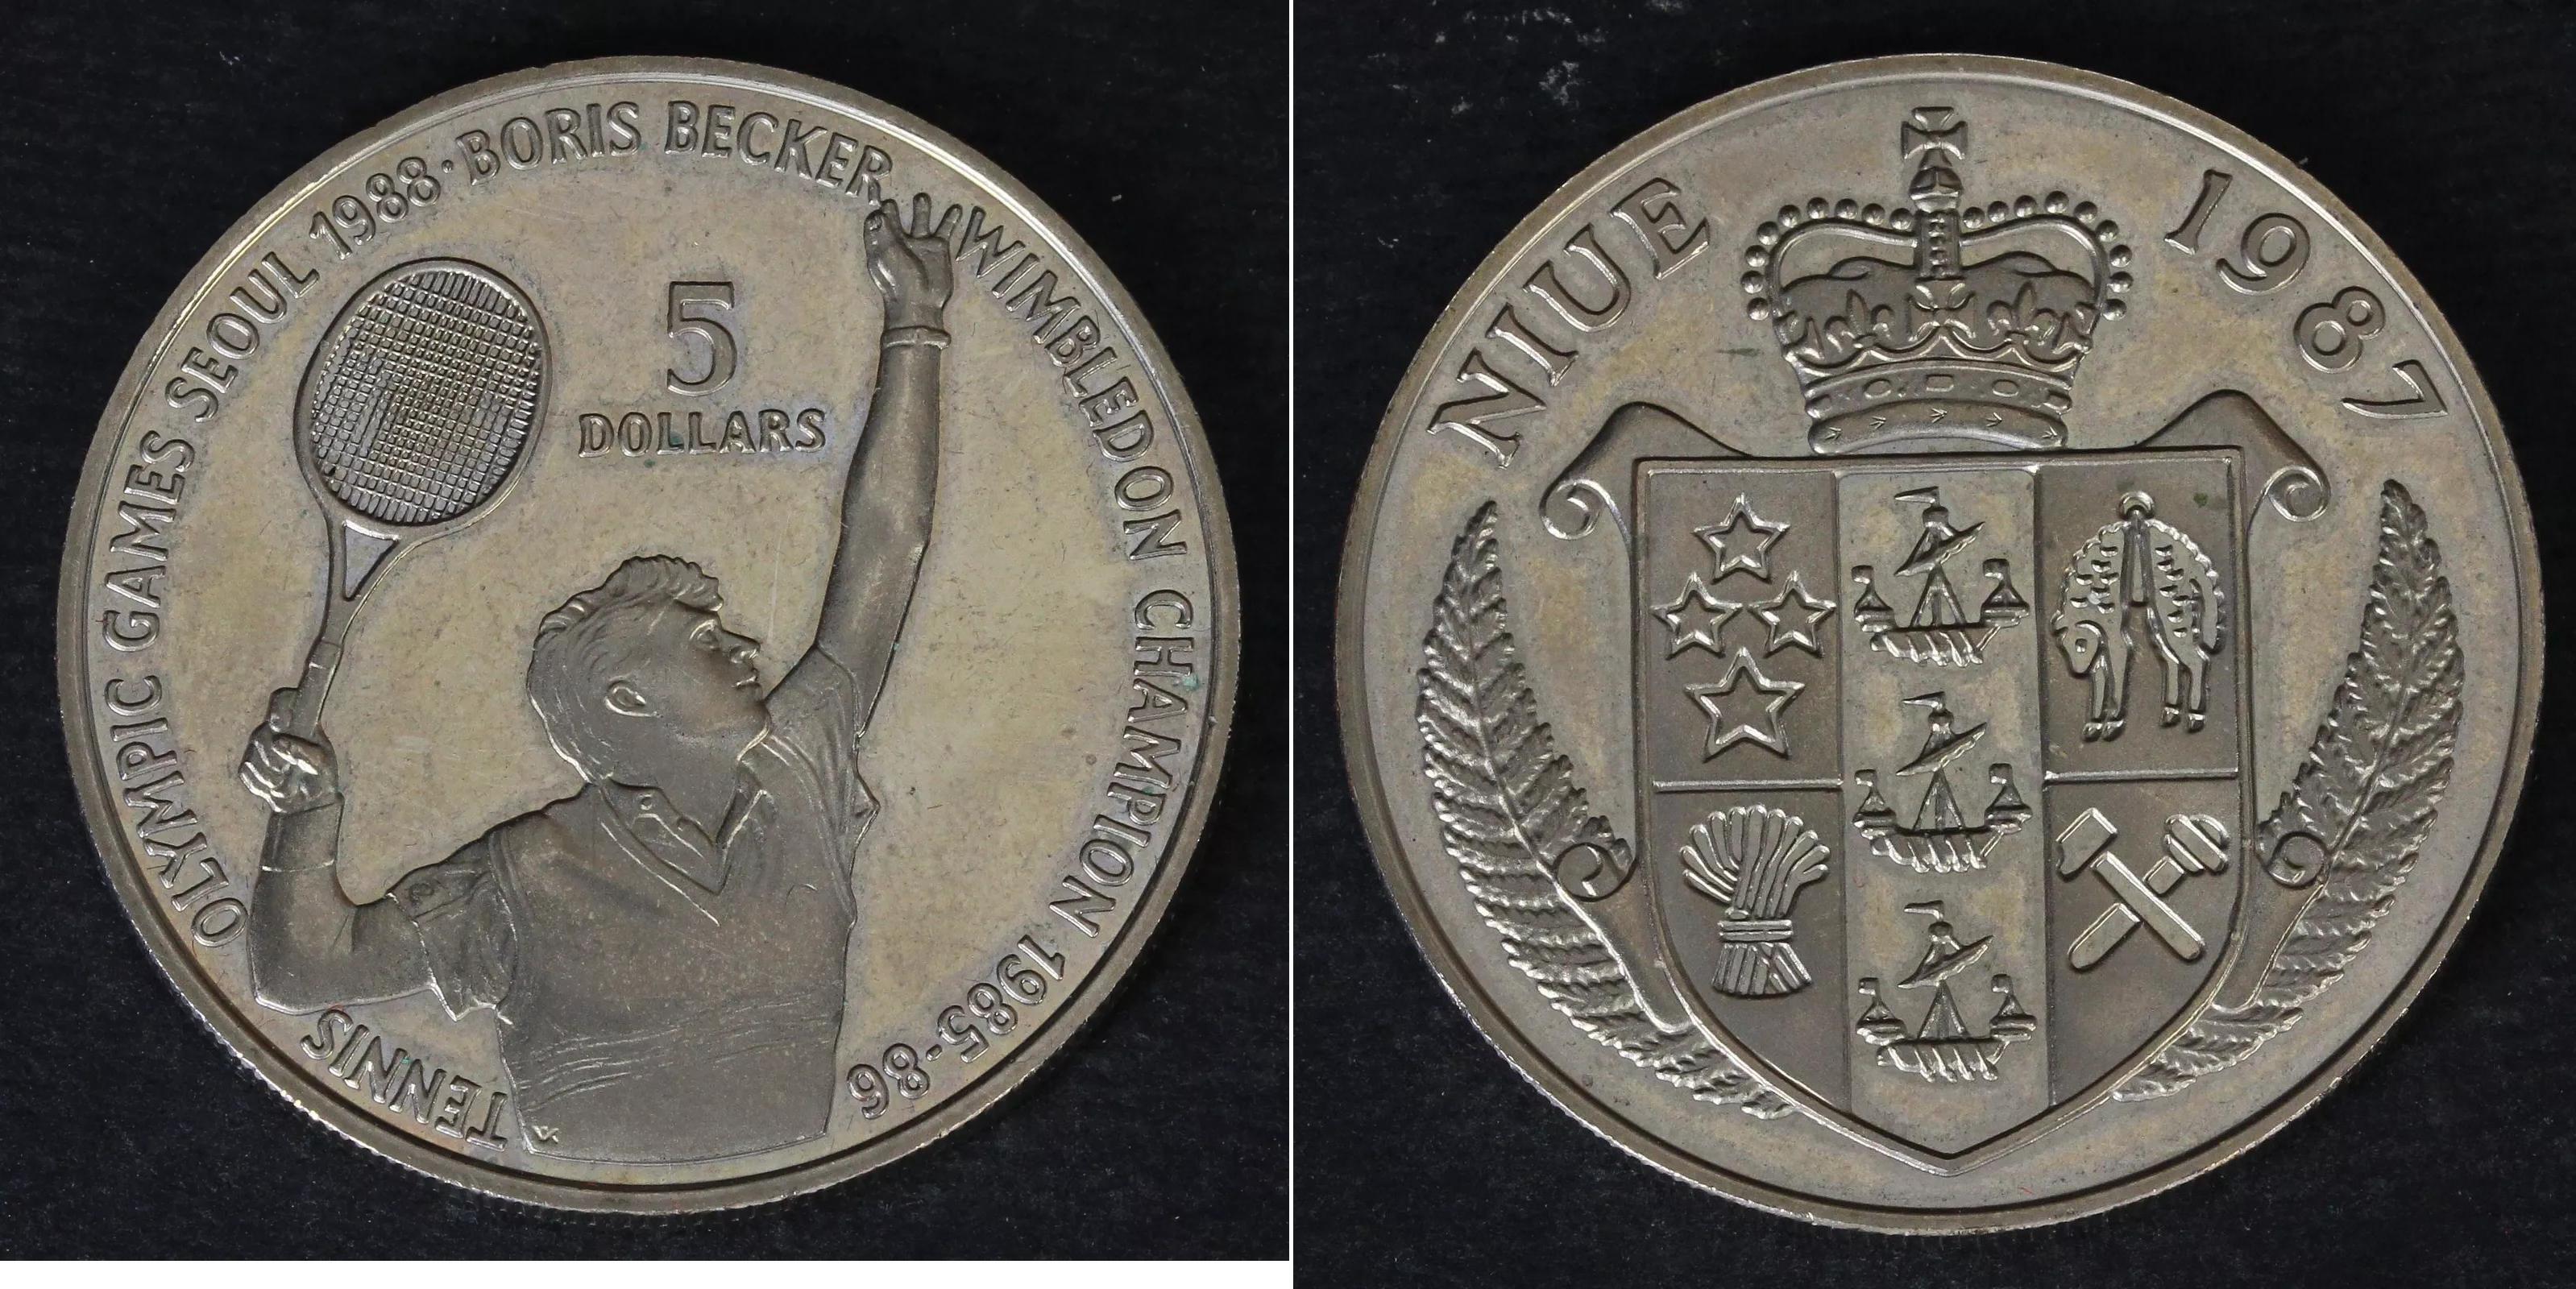 OLYMPIC GAMES SEOUL 1988·BORIS BECKER WIMBLEDON CHAMPION 1985-86
5
DOLLARS
TENNIS
NIUE 1987